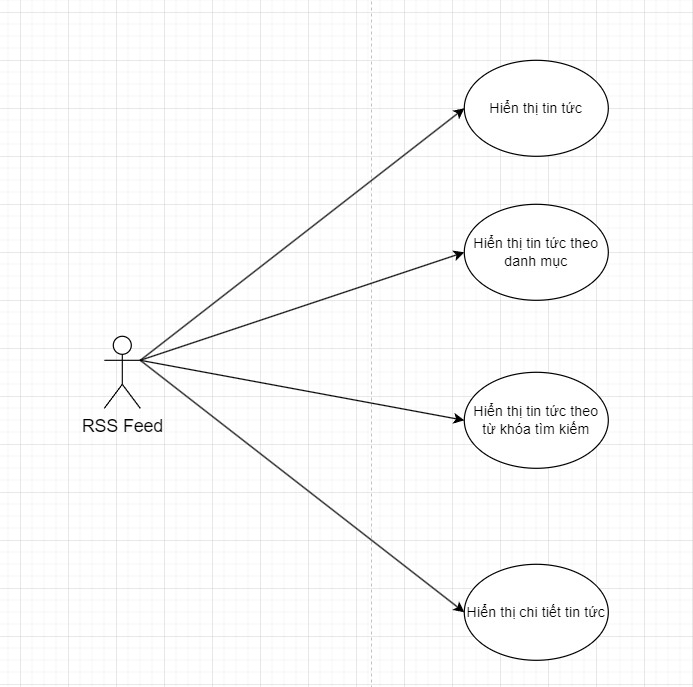 Hiển thị tin tức
Hiển thị tin tức theo
danh mục
RSS Feed
Hiển thị tin tức theo
từ khóa tìm kiếm
Hiển thị chi tiết tin tức